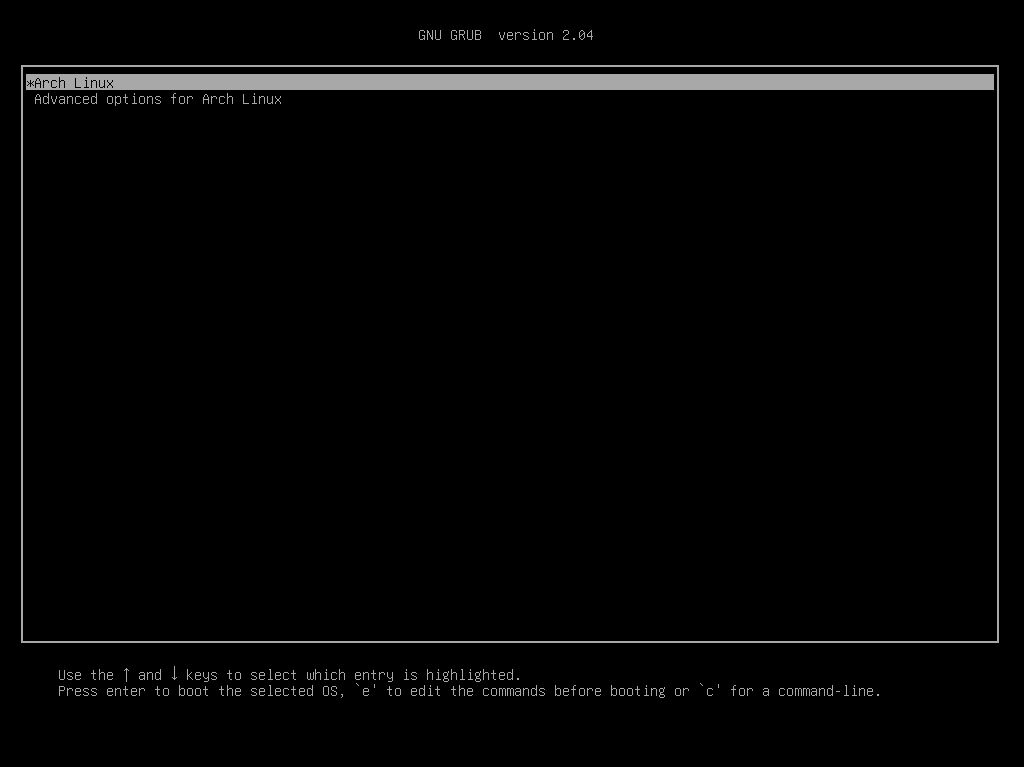 GNU GRUB  version 2.04
*Arch Linux
Advanced options for Arch Linux
Use the ↑ and ↓ keys to select which entry is highlighted.
Press enter to boot the selected OS, `e' to edit the commands before booting or `c' for a command-line.